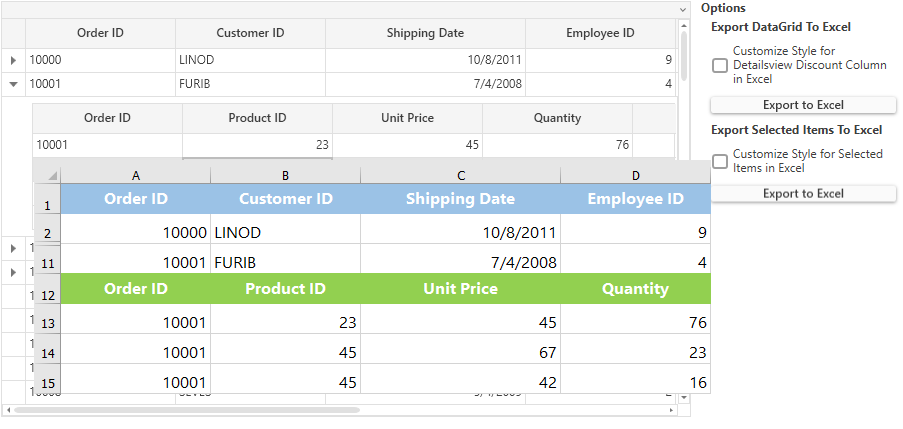 Order ID Customer ID Shipping Date Employee ID
10000 LINOD 10/8/2011 9
10001 FURIB 7/4/2008 4
Order ID Product ID Unit Price Quantity
10001 23 45 76
A B C D
1 Order ID Customer ID Shipping Date Employee ID
2 10000 LINOD 10/8/2011 9
11 10001 FURIB 7/4/2008 4
12 Order ID Product ID Unit Price Quantity
13 10001 23 45 76
14 10001 45 67 23
15 10001 45 42 16
Options
Export DataGrid To Excel
Customize Style for
Detailsview Discount Column
in Excel
Export to Excel
Export Selected Items To Excel
Customize Style for Selected
Items in Excel
Export to Excel